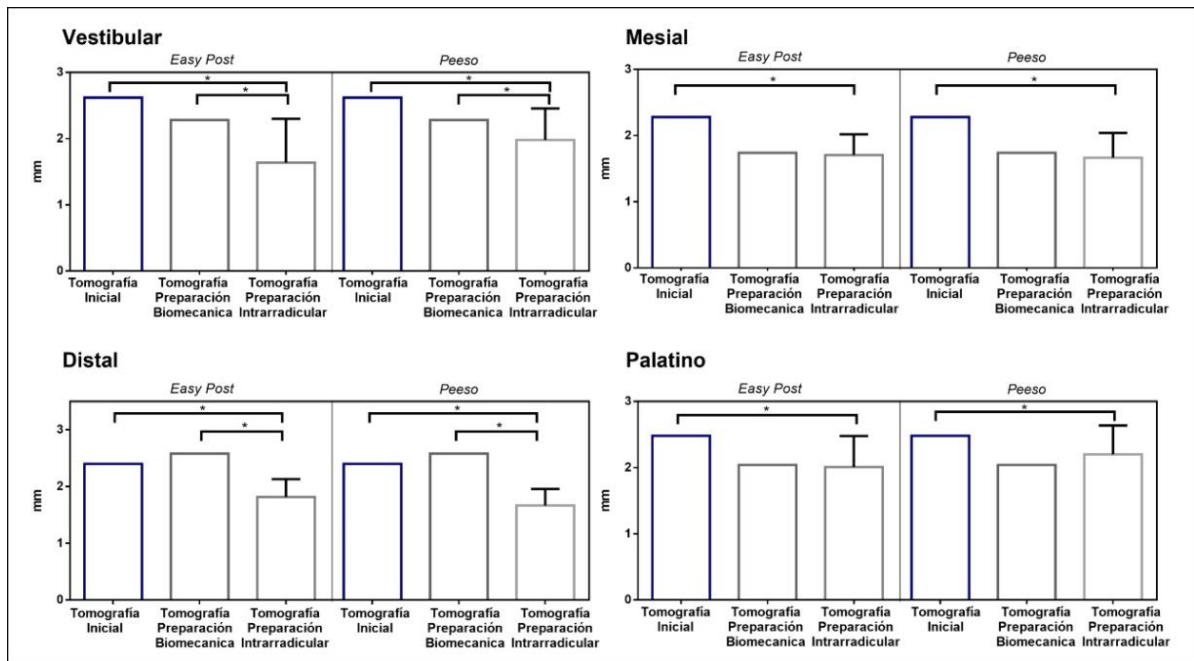 Vestibular
Easy Post
Peeso
mm
3
2
1
0
*
*
*
*
Tomografía Inicial
Tomografía Preparación Biomecanica
Tomografía Preparación Intrarradicular
Tomografía Inicial
Tomografía Preparación Biomecanica
Tomografía Preparación Intrarradicular
Mesial
Easy Post
Peeso
mm
3
2
1
0
*
*
Tomografía Inicial
Tomografía Preparación Biomecanica
Tomografía Preparación Intrarradicular
Tomografía Inicial
Tomografía Preparación Biomecanica
Tomografía Preparación Intrarradicular
Distal
Easy Post
Peeso
mm
3
2
1
0
*
*
*
*
Tomografía Inicial
Tomografía Preparación Biomecanica
Tomografía Preparación Intrarradicular
Tomografía Inicial
Tomografía Preparación Biomecanica
Tomografía Preparación Intrarradicular
Palatino
Easy Post
Peeso
mm
3
2
1
0
*
*
Tomografía Inicial
Tomografía Preparación Biomecanica
Tomografía Preparación Intrarradicular
Tomografía Inicial
Tomografía Preparación Biomecanica
Tomografía Preparación Intrarradicular